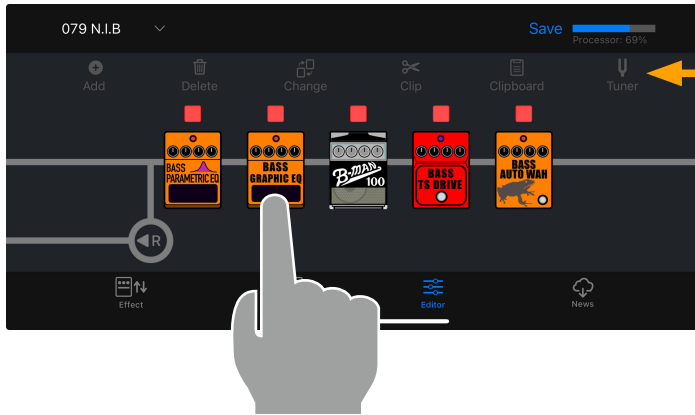 079 N.I.B
Save
Processor: 69%
Add
Delete
Change
Clip
Clipboard
Tuner
BASS
PARAMETRIC EQ
BASS
GRAPHIC EQ
B-MAN
100
BASS
TS DRIVE
BASS
AUTO WAH
R
Effect
Editor
News